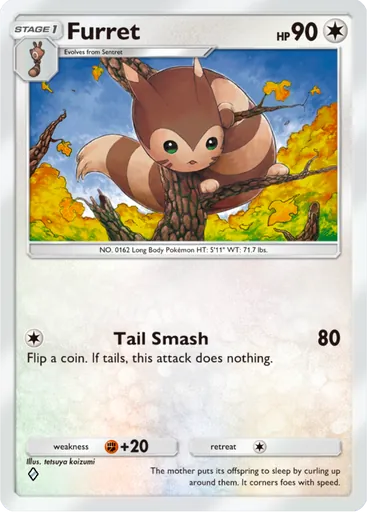 STAGE 1
Furret
HP 90
Evolves from Sentret
NO. 0162 Long Body Pokémon HT: 5'11" WT: 71.7 lbs.
Tail Smash 80
Flip a coin. If tails, this attack does nothing.
weakness +20 retreat
Illus. tetsuya koizumi
The mother puts its offspring to sleep by curling up
around them. It corners foes with speed.